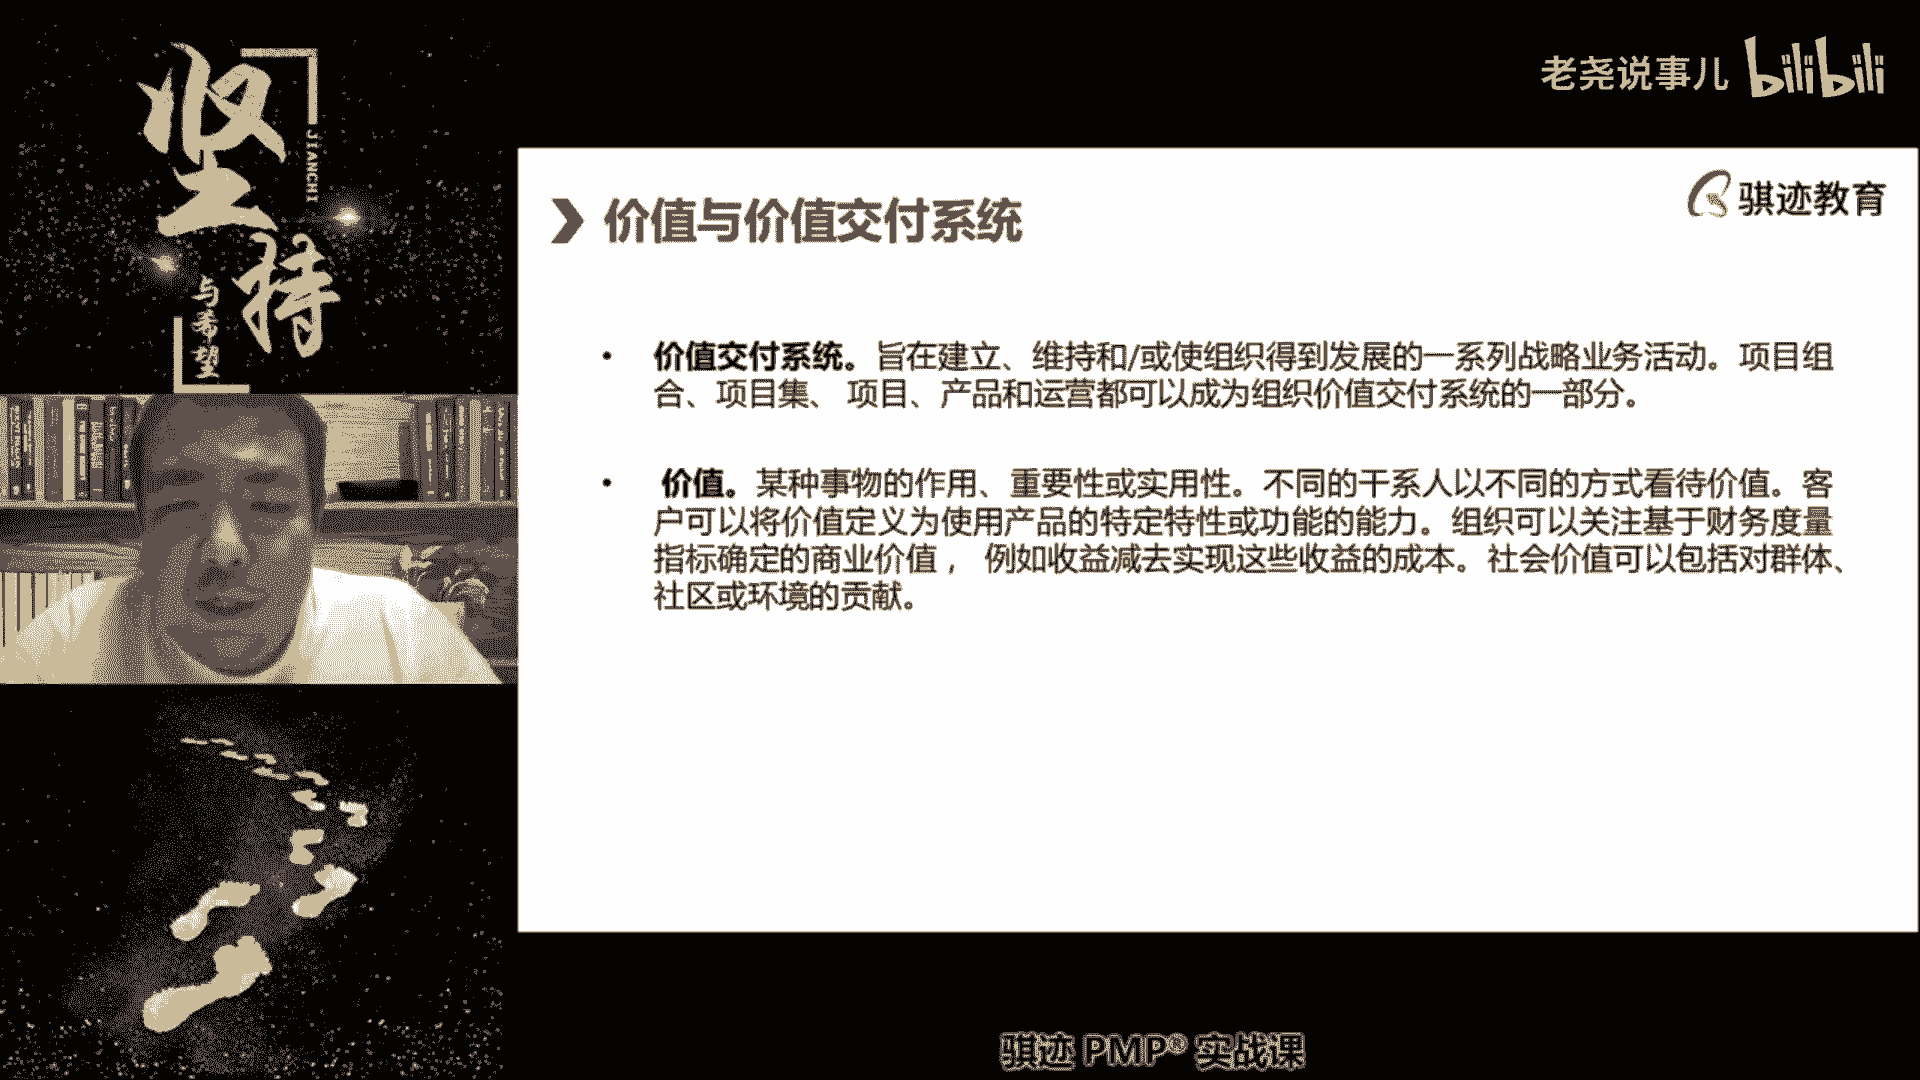 坚持
JIANCHI
与希望
老尧说事儿 bilibili
骐迹教育
价值与价值交付系统
• 价值交付系统。旨在建立、维持和/或使组织得到发展的一系列战略业务活动。项目组
合、项目集、 项目、产品和运营都可以成为组织价值交付系统的一部分。
• 价值。某种事物的作用、重要性或实用性。不同的干系人以不同的方式看待价值。客
户可以将价值定义为使用产品的特定特性或功能的能力。组织可以关注基于财务度量
指标确定的商业价值， 例如收益减去实现这些收益的成本。社会价值可以包括对群体、
社区或环境的贡献。
骐迹 PMP® 实战课